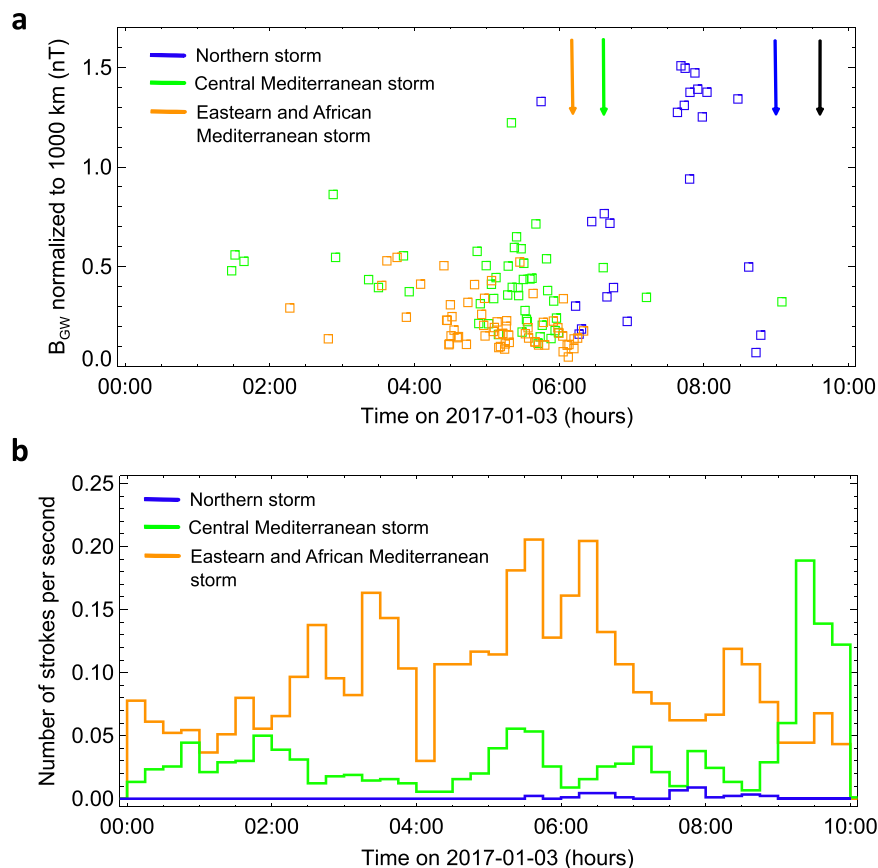 a
B_GW normalized to 1000 km (nT)
1.5
1.0
0.5
0.0
Northern storm
Central Mediterranean storm
Eastearn and African
Mediterranean storm
00:00 02:00 04:00 06:00 08:00 10:00
Time on 2017-01-03 (hours)
b
Number of strokes per second
0.25
0.20
0.15
0.10
0.05
0.00
Northern storm
Central Mediterranean storm
Eastearn and African Mediterranean
storm
00:00 02:00 04:00 06:00 08:00 10:00
Time on 2017-01-03 (hours)